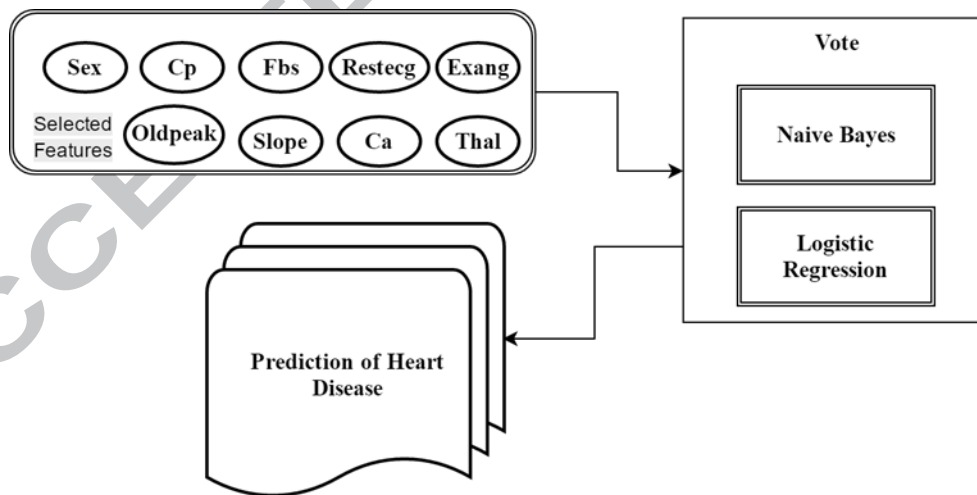 Sex Cp Fbs Restecg Exang
Selected
Features
Oldpeak Slope Ca Thal
Vote
Naive Bayes
Logistic
Regression
Prediction of Heart
Disease